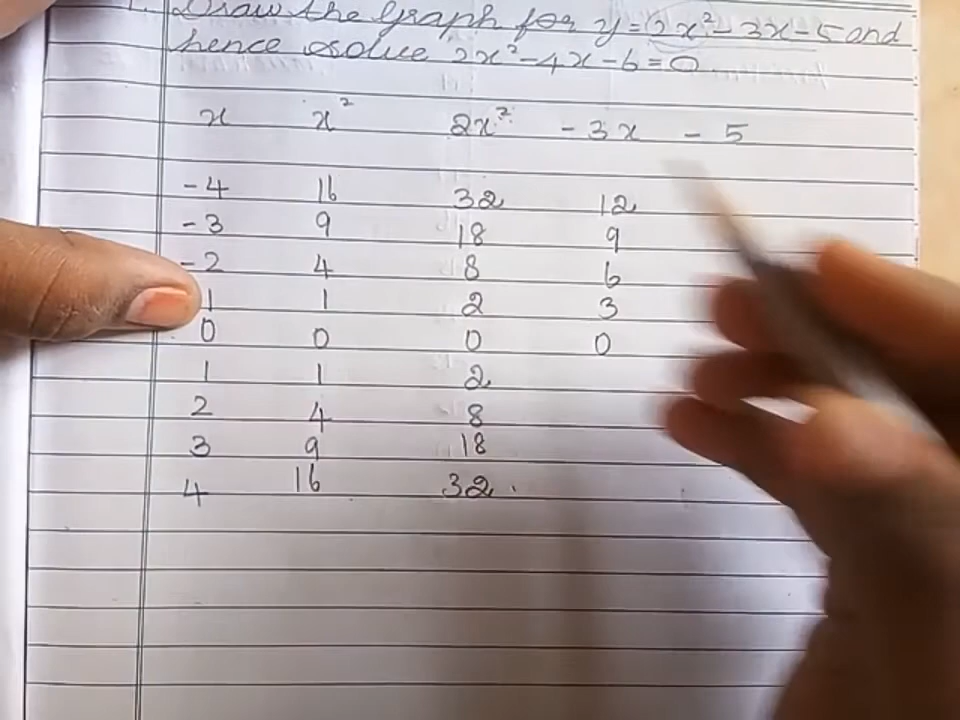 1. Draw the Graph for y = 2x² - 3x - 5 and
hence solve 2x² - 4x - 6 = 0
x x² 2x² - 3x - 5
-4 16 32 12
-3 9 18 9
-2 4 8 6
1 1 2 3
0 0 0 0
1 1 2
2 4 8
3 9 18
4 16 32.